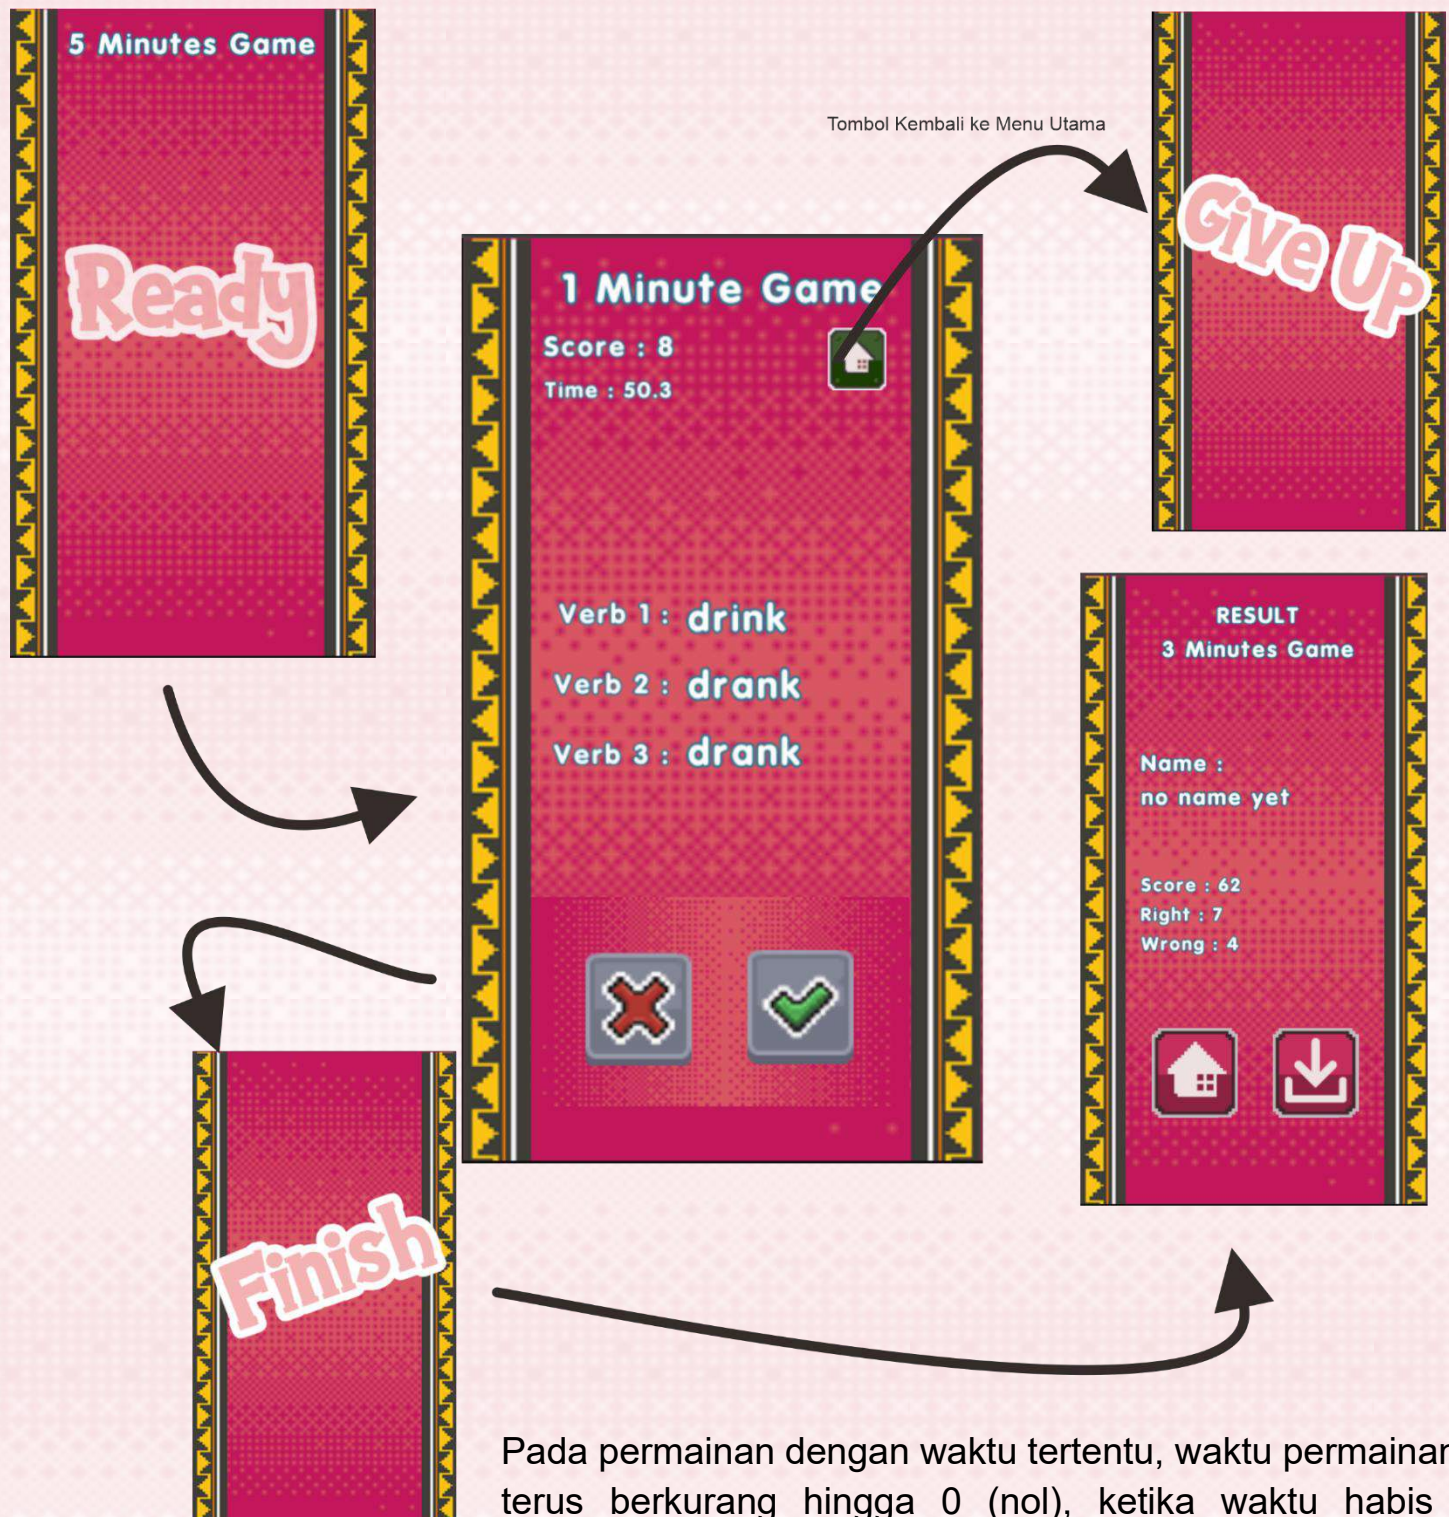 5 Minutes Game
Ready
Tombol Kembali ke Menu Utama
Give Up
1 Minute Game
Score : 8
Time : 50.3
Verb 1 : drink
Verb 2 : drank
Verb 3 : drank
RESULT
3 Minutes Game
Name :
no name yet
Score : 62
Right : 7
Wrong : 4
Finish
Pada permainan dengan waktu tertentu, waktu permainan
terus berkurang hingga 0 (nol), ketika waktu habis